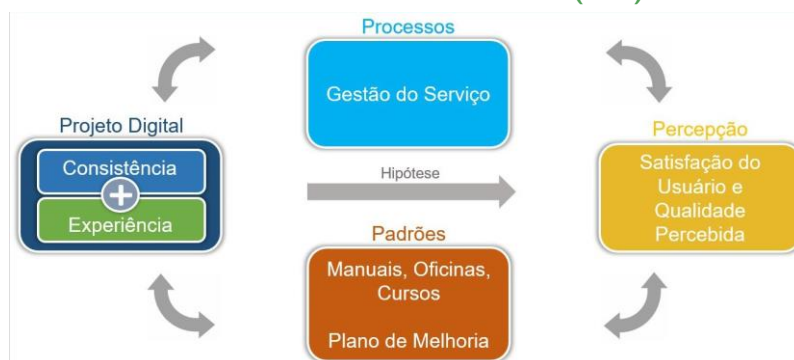 Processos
Gestão do Serviço
Projeto Digital
Consistência
+
Experiência
Hipótese
Percepção
Satisfação do
Usuário e
Qualidade
Percebida
Padrões
Manuais, Oficinas,
Cursos
Plano de Melhoria